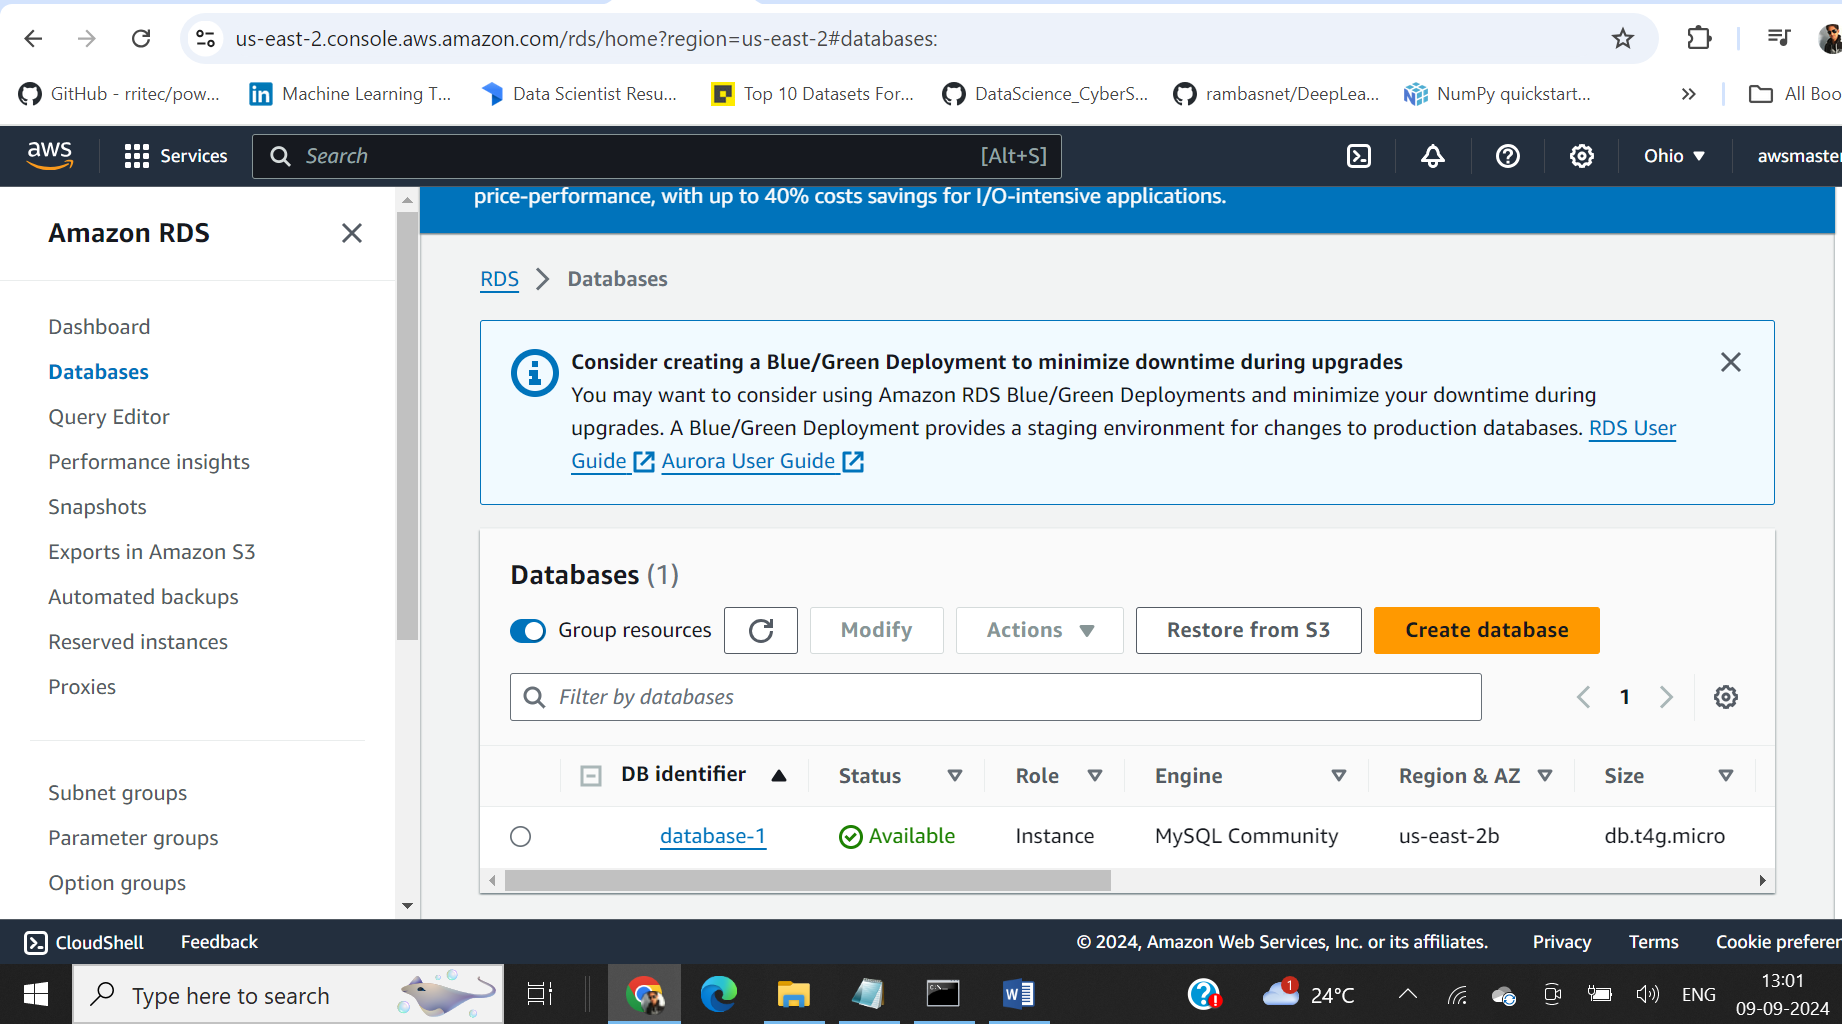 us-east-2.console.aws.amazon.com/rds/home?region=us-east-2#databases:
GitHub - rritec/pow...
in
Machine Learning T...
Data Scientist Resu...
Top 10 Datasets For...
DataScience_CyberS...
rambasnet/DeepLea...
NumPy quickstart...
»
All Boo
aws
Services
Search
[Alt+S]
Ohio
awsmaster
price-performance, with up to 40% costs savings for I/O-intensive applications.
Amazon RDS
Dashboard
Databases
Query Editor
Performance insights
Snapshots
Exports in Amazon S3
Automated backups
Reserved instances
Proxies
Subnet groups
Parameter groups
Option groups
RDS > Databases
Consider creating a Blue/Green Deployment to minimize downtime during upgrades
You may want to consider using Amazon RDS Blue/Green Deployments and minimize your downtime during
upgrades. A Blue/Green Deployment provides a staging environment for changes to production databases. RDS User
Guide Aurora User Guide
Databases (1)
Group resources
Modify
Actions
Restore from S3
Create database
Filter by databases
1
DB identifier Status Role Engine Region & AZ Size
database-1 Available Instance MySQL Community us-east-2b db.t4g.micro
CloudShell
Feedback
© 2024, Amazon Web Services, Inc. or its affiliates.
Privacy
Terms
Cookie preferen
Type here to search
W
1
24°C
ENG
13:01
09-09-2024